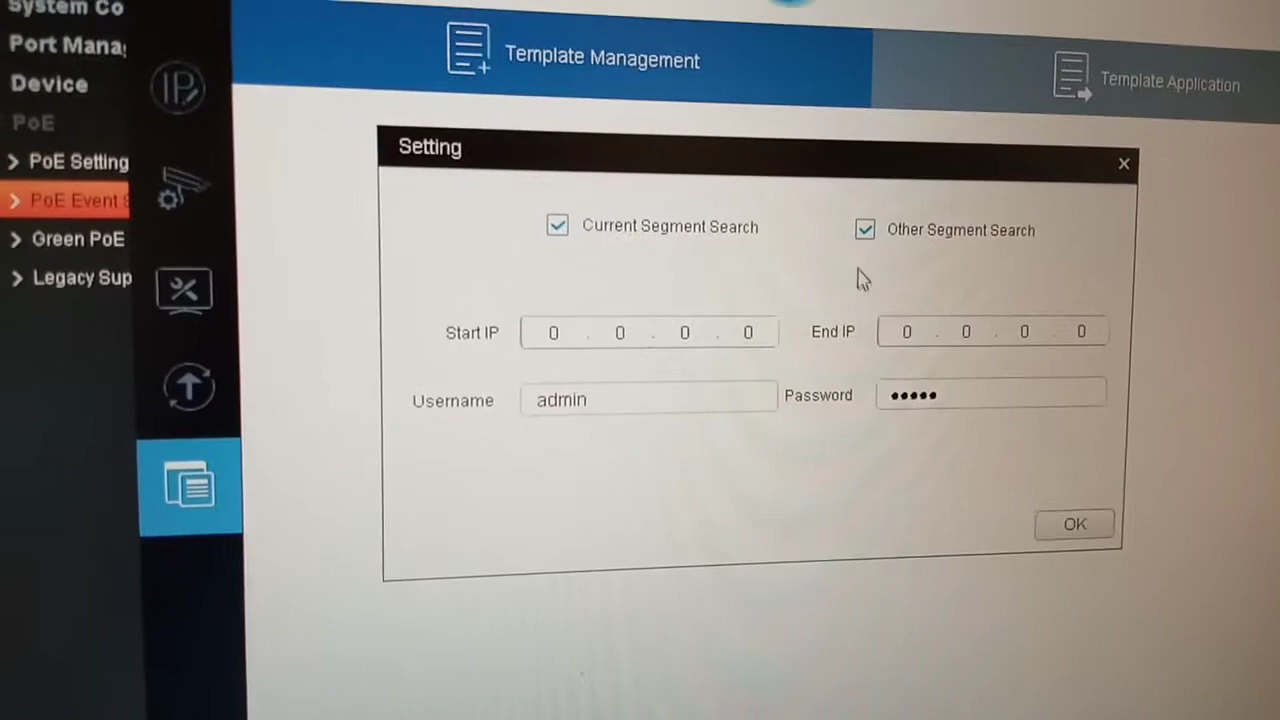 System Co
Port Mana
Device
PoE
PoE Setting
PoE Event S
Green PoE
Legacy Sup
IP
Template Management
Template Application
Setting
Current Segment Search
Other Segment Search
Start IP 0 . 0 . 0 . 0 End IP 0 . 0 . 0 . 0
Username admin Password •••••
OK